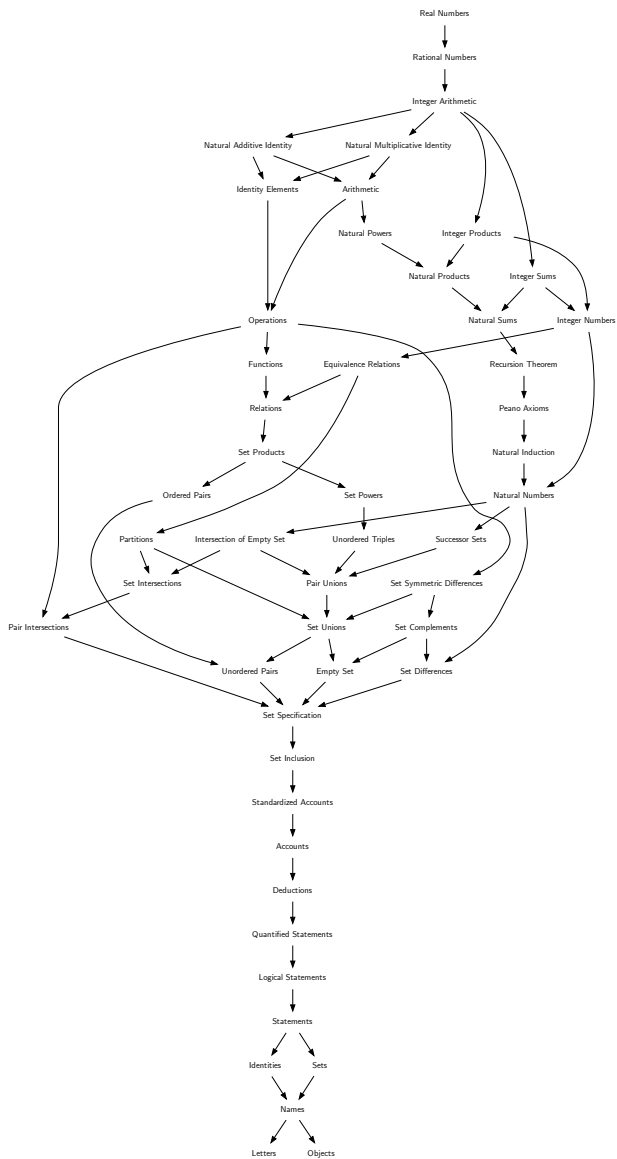 Real Numbers
Rational Numbers
Integer Arithmetic
Natural Additive Identity
Natural Multiplicative Identity
Identity Elements
Arithmetic
Natural Powers
Integer Products
Natural Products
Integer Sums
Operations
Natural Sums
Integer Numbers
Functions
Equivalence Relations
Recursion Theorem
Relations
Peano Axioms
Set Products
Natural Induction
Ordered Pairs
Set Powers
Natural Numbers
Partitions
Intersection of Empty Set
Unordered Triples
Successor Sets
Set Intersections
Pair Unions
Set Symmetric Differences
Pair Intersections
Set Unions
Set Complements
Unordered Pairs
Empty Set
Set Differences
Set Specification
Set Inclusion
Standardized Accounts
Accounts
Deductions
Quantified Statements
Logical Statements
Statements
Identities
Sets
Names
Letters
Objects